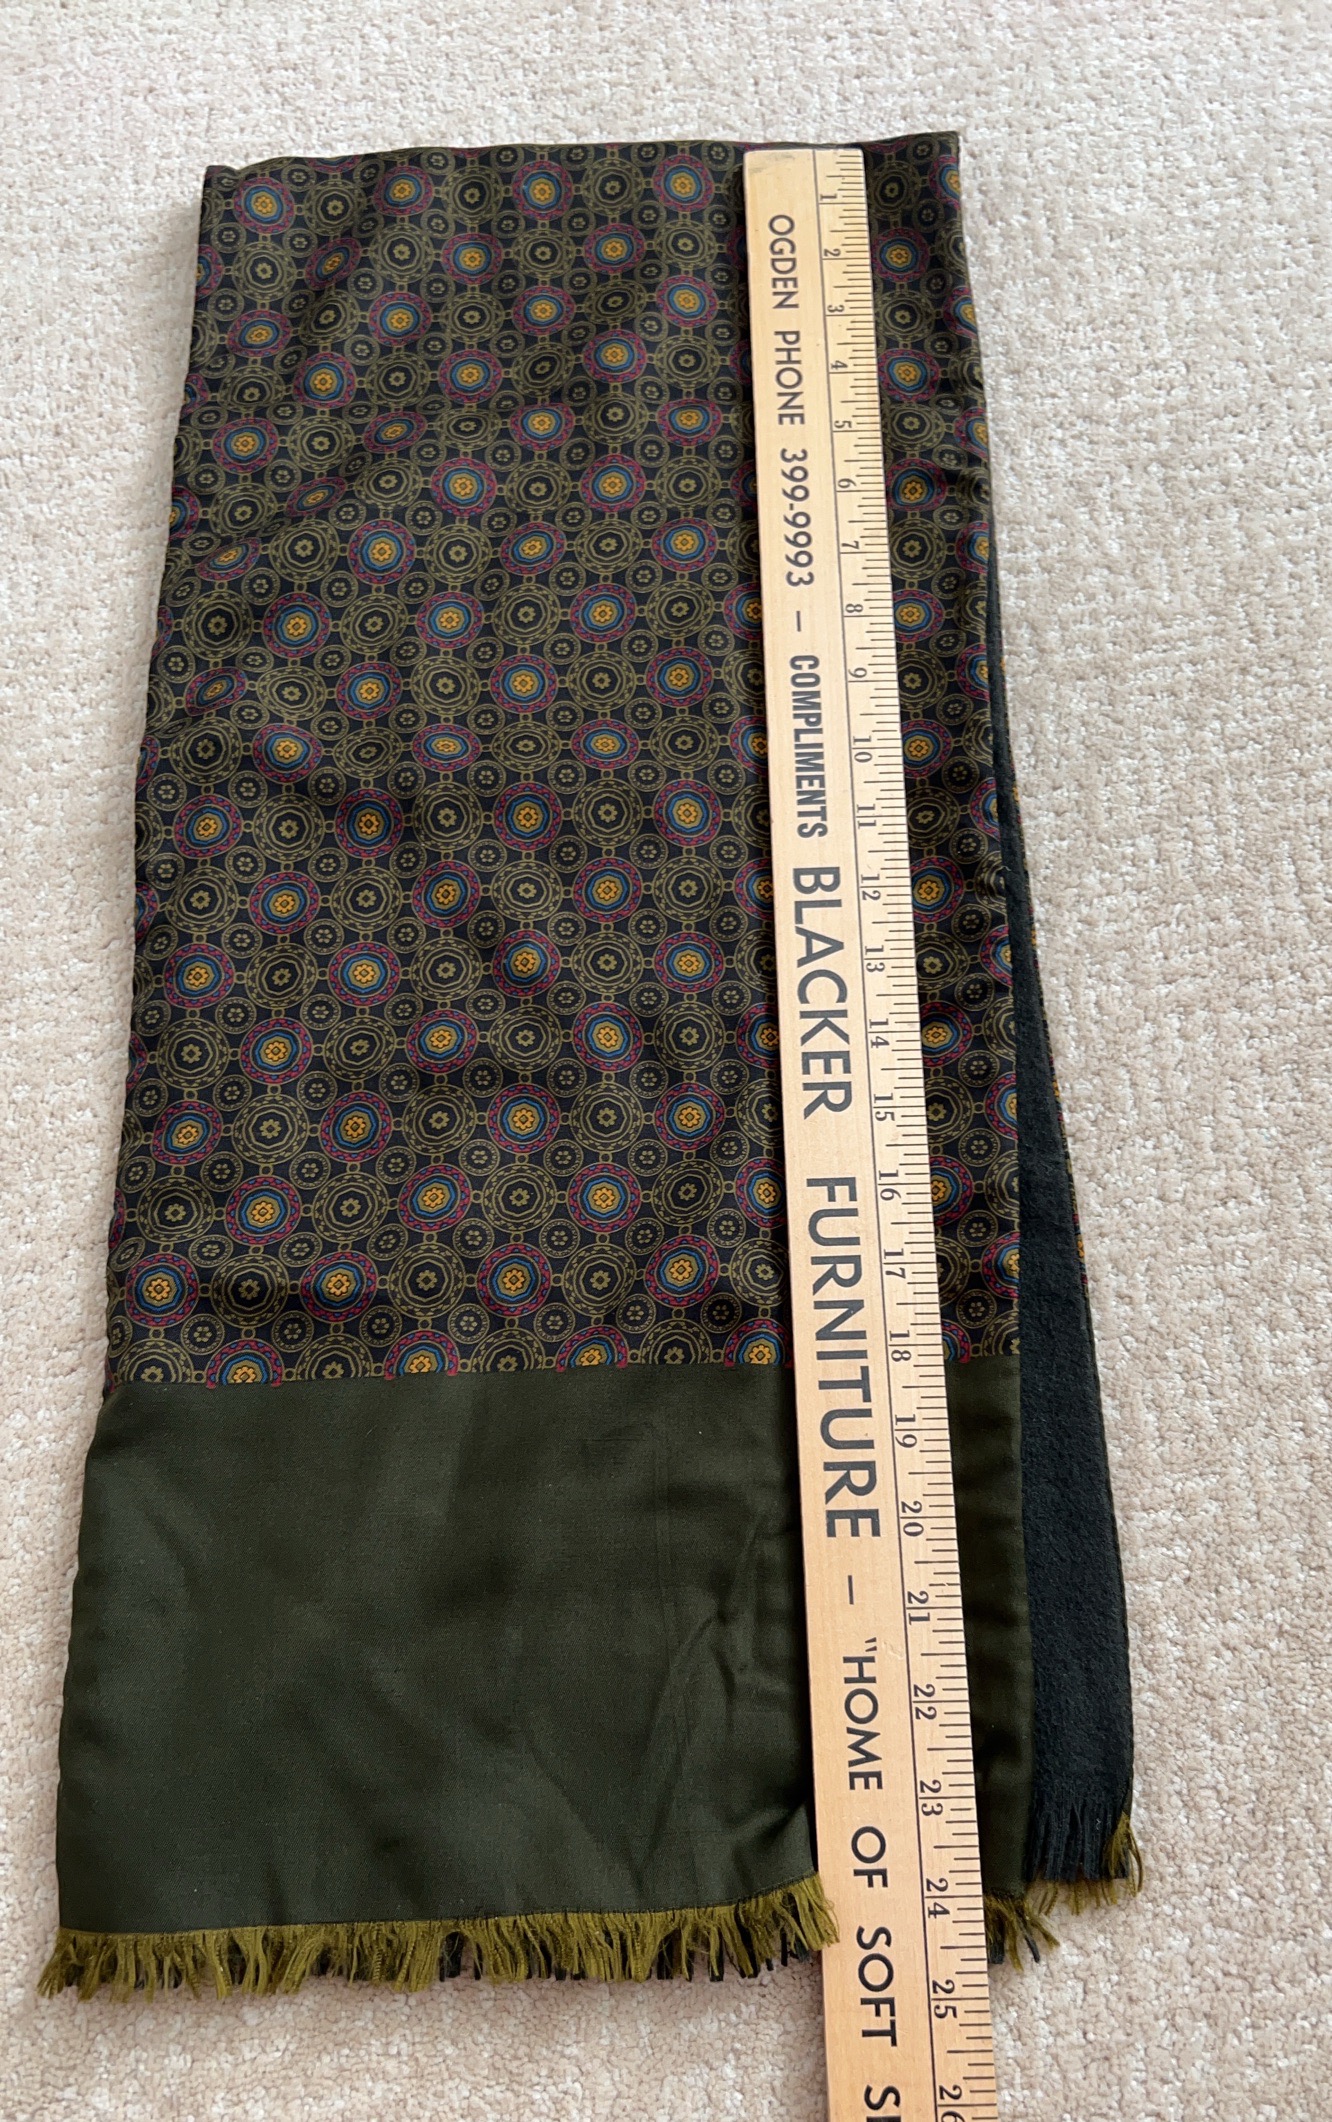 OGDEN PHONE 399-9993 – COMPLIMENTS BLACKER FURNITURE – "HOME OF SOFT
1 2 3 4 5 6 7 8 9 10 11 12 13 14 15 16 17 18 19 20 21 22 23 24 25 26